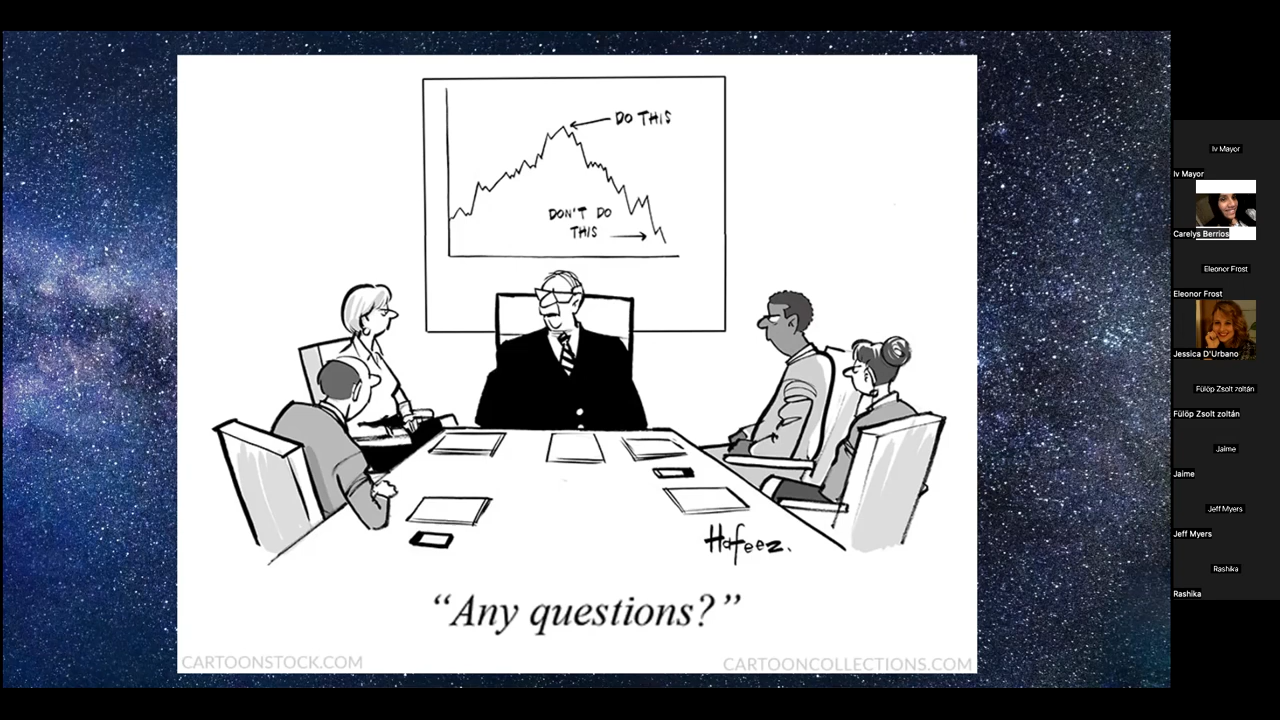 DO THIS
DON'T DO
THIS
Hafeez.
“Any questions?”
CARTOONSTOCK.COM
CARTOONCOLLECTIONS.COM
Iv Mayor
Iv Mayor
Carelys Berrios
Eleonor Frost
Eleonor Frost
Jessica D'Urbano
Fülöp Zsolt zoltán
Fülöp Zsolt zoltán
Jaime
Jaime
Jeff Myers
Jeff Myers
Rashika
Rashika